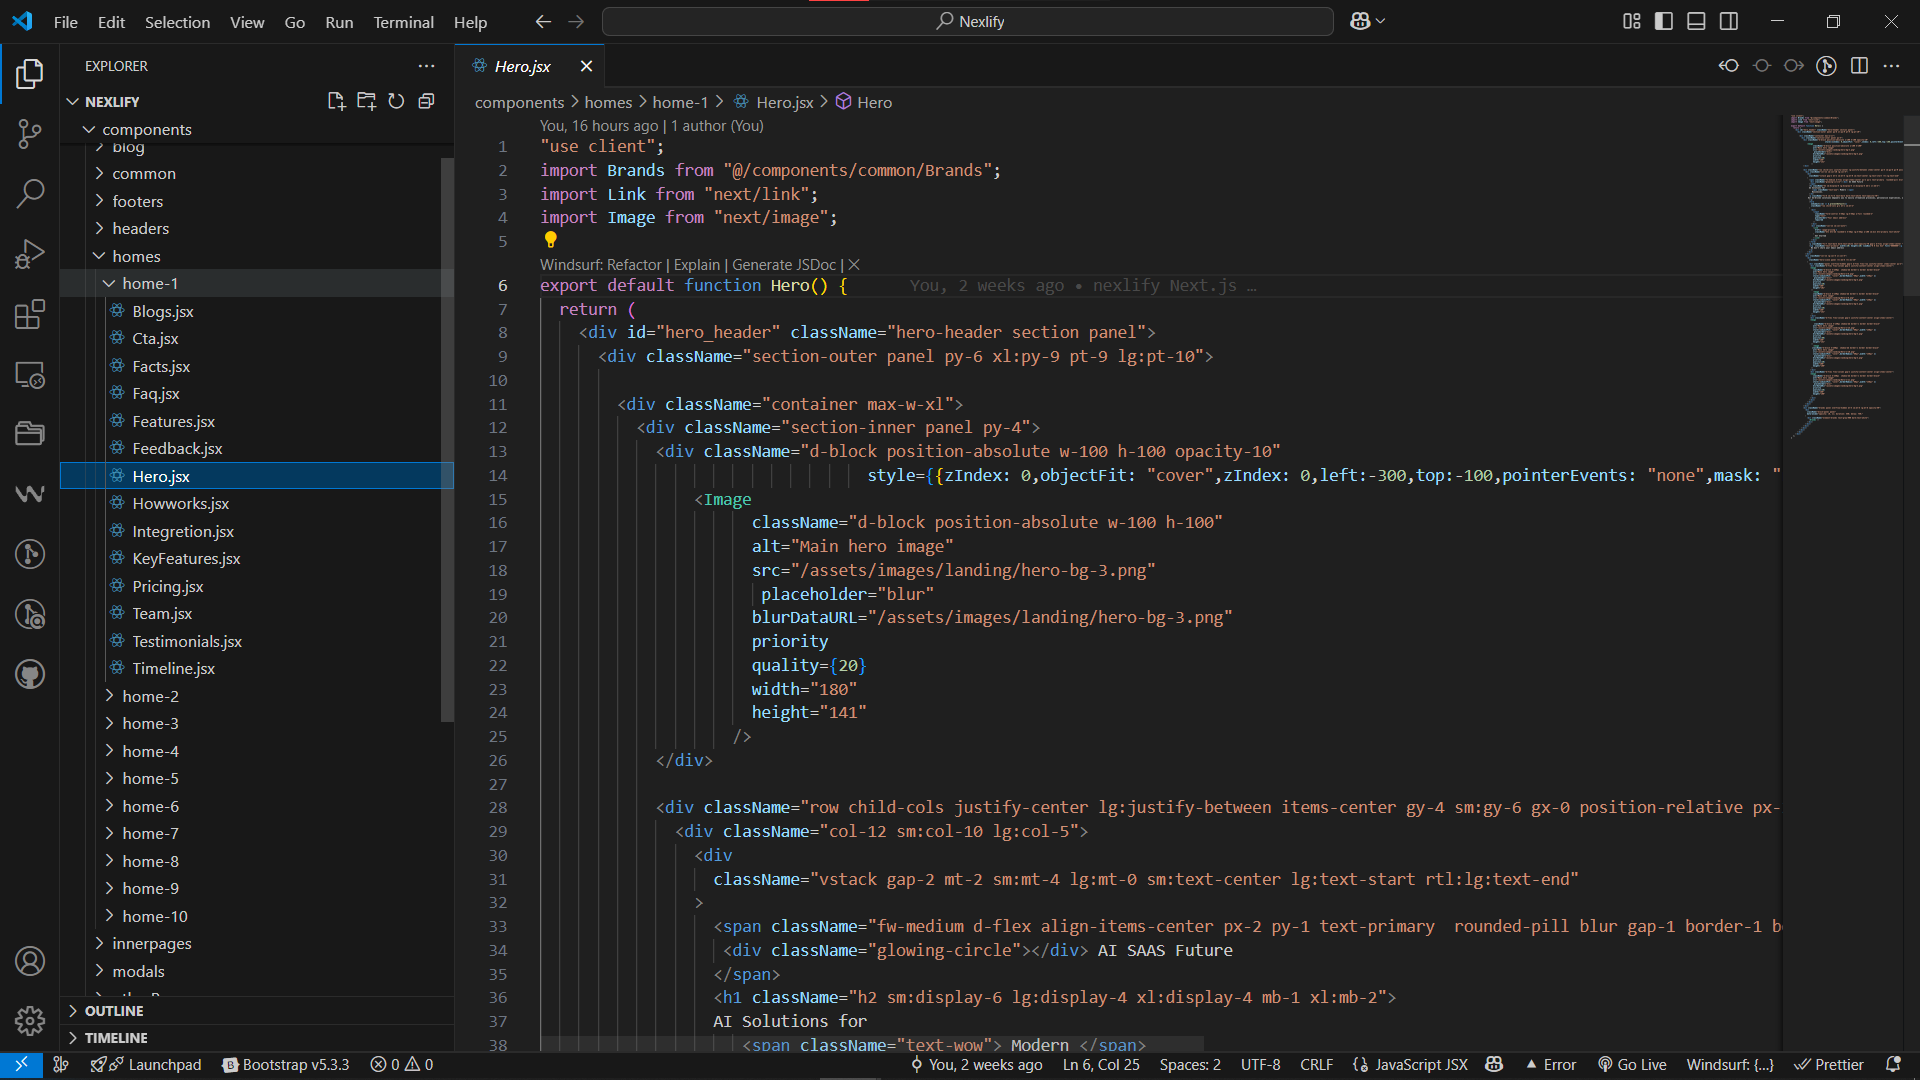 File Edit Selection View Go Run Terminal Help
Nexlify
EXPLORER
NEXLIFY
components
blog
common
footers
headers
homes
home-1
Blogs.jsx
Cta.jsx
Facts.jsx
Faq.jsx
Features.jsx
Feedback.jsx
Hero.jsx
Howworks.jsx
Integretion.jsx
KeyFeatures.jsx
Pricing.jsx
Team.jsx
Testimonials.jsx
Timeline.jsx
home-2
home-3
home-4
home-5
home-6
home-7
home-8
home-9
home-10
innerpages
modals
OUTLINE
TIMELINE
Hero.jsx
components > homes > home-1 > Hero.jsx > Hero
You, 16 hours ago | 1 author (You)
1 "use client";
2 import Brands from "@/components/common/Brands";
3 import Link from "next/link";
4 import Image from "next/image";
5
Windsurf: Refactor | Explain | Generate JSDoc | X
6 export default function Hero() { You, 2 weeks ago • nexlify Next.js …
7 return (
8 <div id="hero_header" className="hero-header section panel">
9 <div className="section-outer panel py-6 xl:py-9 pt-9 lg:pt-10">
10
11 <div className="container max-w-xl">
12 <div className="section-inner panel py-4">
13 <div className="d-block position-absolute w-100 h-100 opacity-10"
14 style={{zIndex: 0,objectFit: "cover",zIndex: 0,left:-300,top:-100,pointerEvents: "none",mask: "
15 <Image
16 className="d-block position-absolute w-100 h-100"
17 alt="Main hero image"
18 src="/assets/images/landing/hero-bg-3.png"
19 placeholder="blur"
20 blurDataURL="/assets/images/landing/hero-bg-3.png"
21 priority
22 quality={20}
23 width="180"
24 height="141"
25 />
26 </div>
27
28 <div className="row child-cols justify-center lg:justify-between items-center gy-4 sm:gy-6 gx-0 position-relative px-
29 <div className="col-12 sm:col-10 lg:col-5">
30 <div
31 className="vstack gap-2 mt-2 sm:mt-4 lg:mt-0 sm:text-center lg:text-start rtl:lg:text-end"
32 >
33 <span className="fw-medium d-flex align-items-center px-2 py-1 text-primary  rounded-pill blur gap-1 border-1 b
34 <div className="glowing-circle"></div> AI SAAS Future
35 </span>
36 <h1 className="h2 sm:display-6 lg:display-4 xl:display-4 mb-1 xl:mb-2">
37 AI Solutions for
38 <span className="text-wow"> Modern </span>
Launchpad Bootstrap v5.3.3 0 0 You, 2 weeks ago Ln 6, Col 25 Spaces: 2 UTF-8 CRLF {} JavaScript JSX Error Go Live Windsurf: {...} Prettier